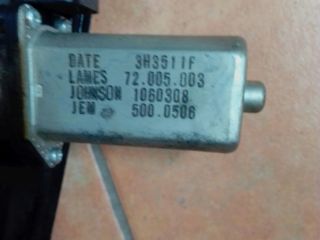 DATE 3H3511F
LAMES 72.005.003
JOHNSON 1060308
JEM 500.0506